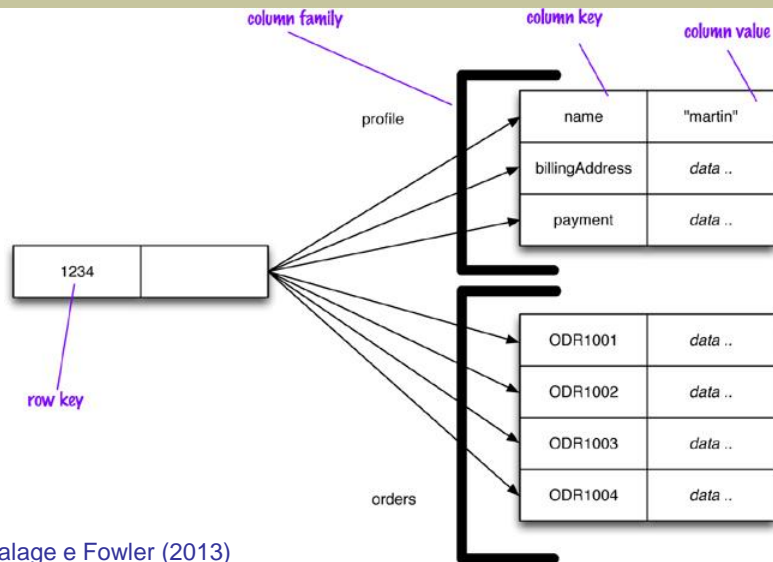 column family
column key
column value
profile
name
"martin"
billingAddress
data ..
payment
data ..
1234
row key
ODR1001
data ..
ODR1002
data ..
ODR1003
data ..
ODR1004
data ..
orders
e Fowler (2013)